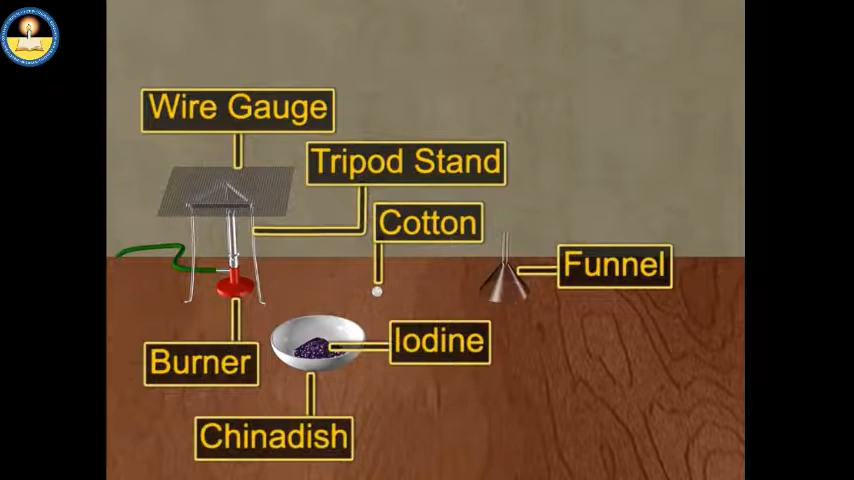 Wire Gauge
Tripod Stand
Cotton
Funnel
Iodine
Burner
Chinadish